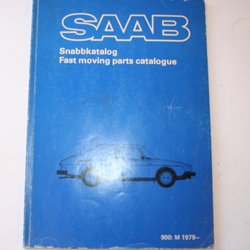 SAAB
Snabbkatalog
Fast moving parts catalogue
900: M 1979–